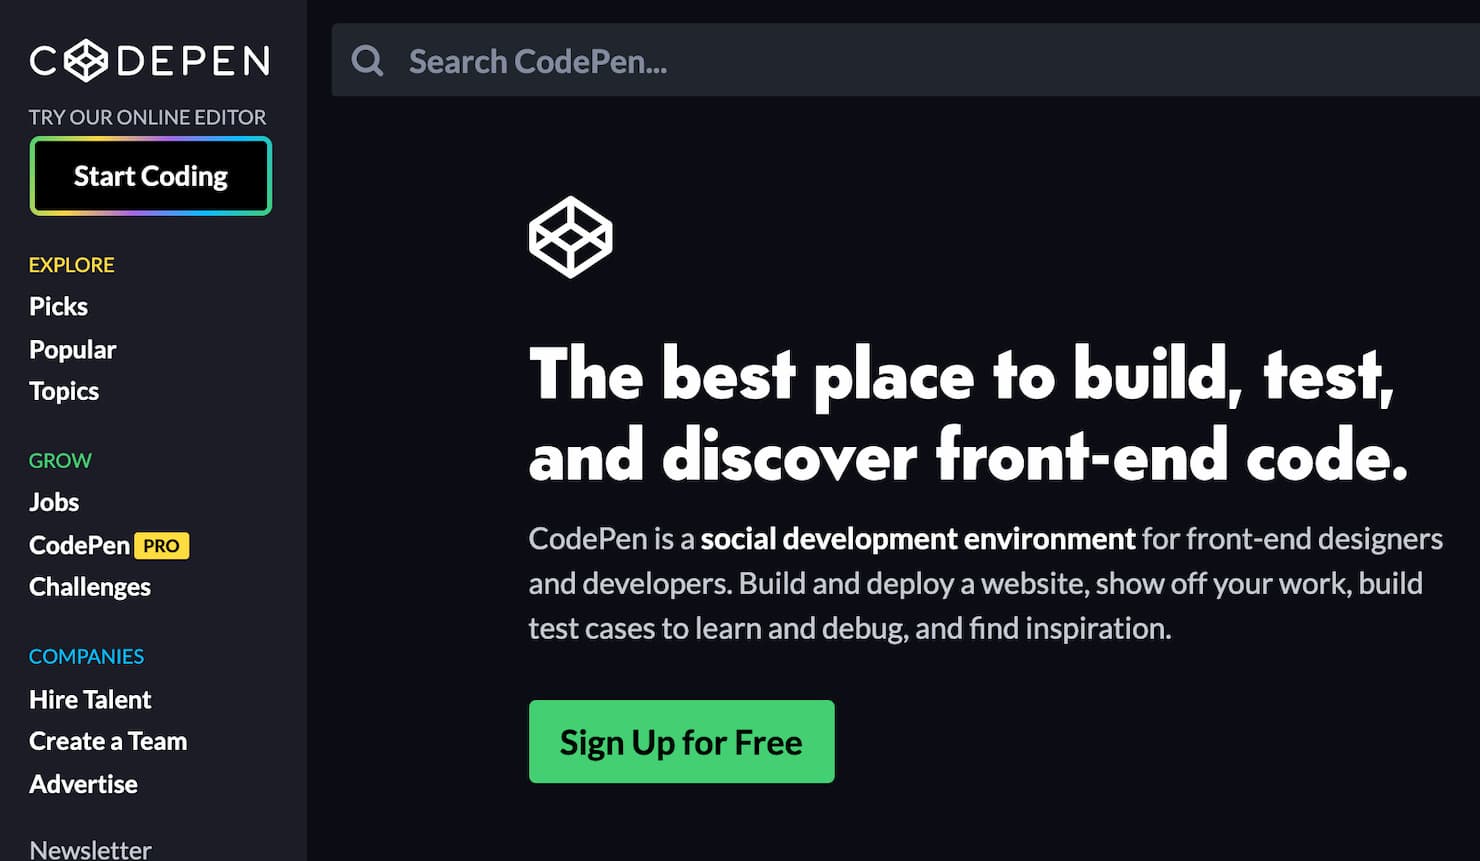 CODEPEN
TRY OUR ONLINE EDITOR
Start Coding
EXPLORE
Picks
Popular
Topics
GROW
Jobs
CodePen PRO
Challenges
COMPANIES
Hire Talent
Create a Team
Advertise
Newsletter
Search CodePen...
The best place to build, test,
and discover front-end code.
CodePen is a social development environment for front-end designers
and developers. Build and deploy a website, show off your work, build
test cases to learn and debug, and find inspiration.
Sign Up for Free